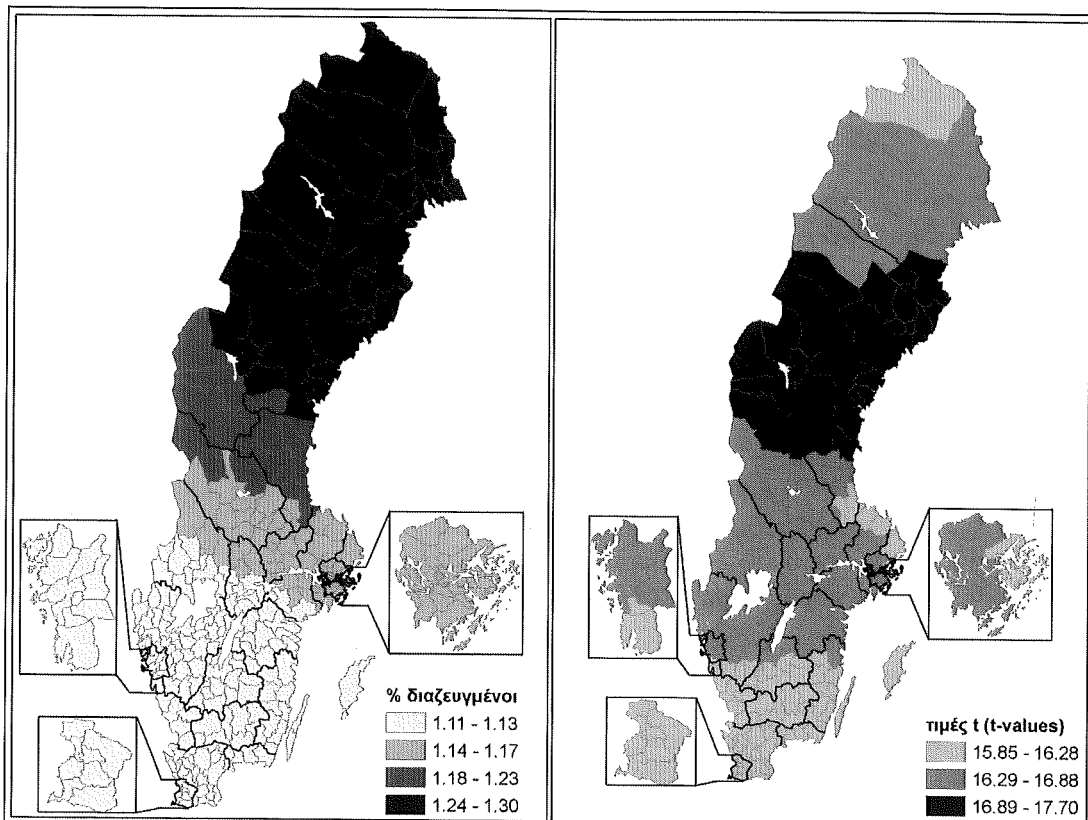 % διαζευγμένοι
1.11 - 1.13
1.14 - 1.17
1.18 - 1.23
1.24 - 1.30
τιμές t (t-values)
15.85 - 16.28
16.29 - 16.88
16.89 - 17.70